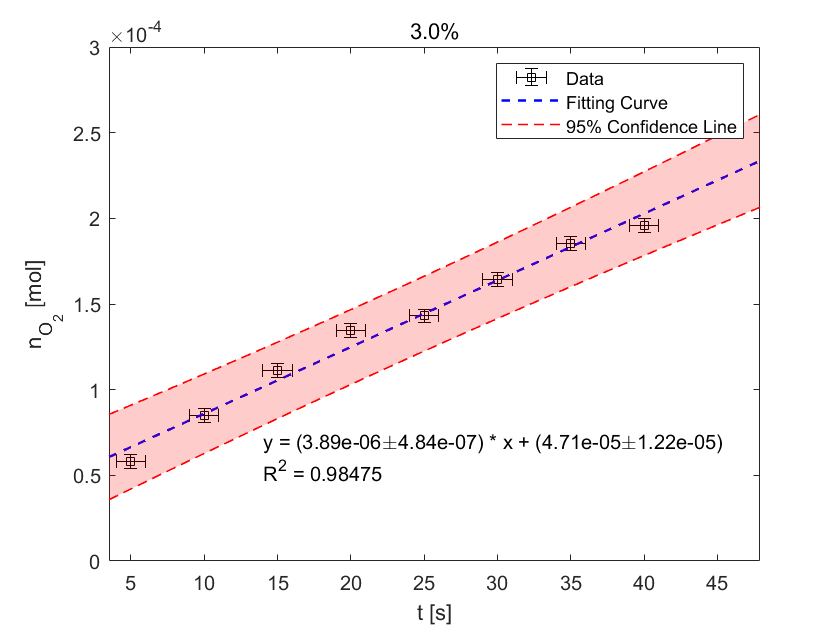 3.0%
×10⁻⁴
3
2.5
2
1.5
1
0.5
0
n_O₂ [mol]
Data
Fitting Curve
95% Confidence Line
y = (3.89e-06±4.84e-07) * x + (4.71e-05±1.22e-05)
R² = 0.98475
5 10 15 20 25 30 35 40 45
t [s]